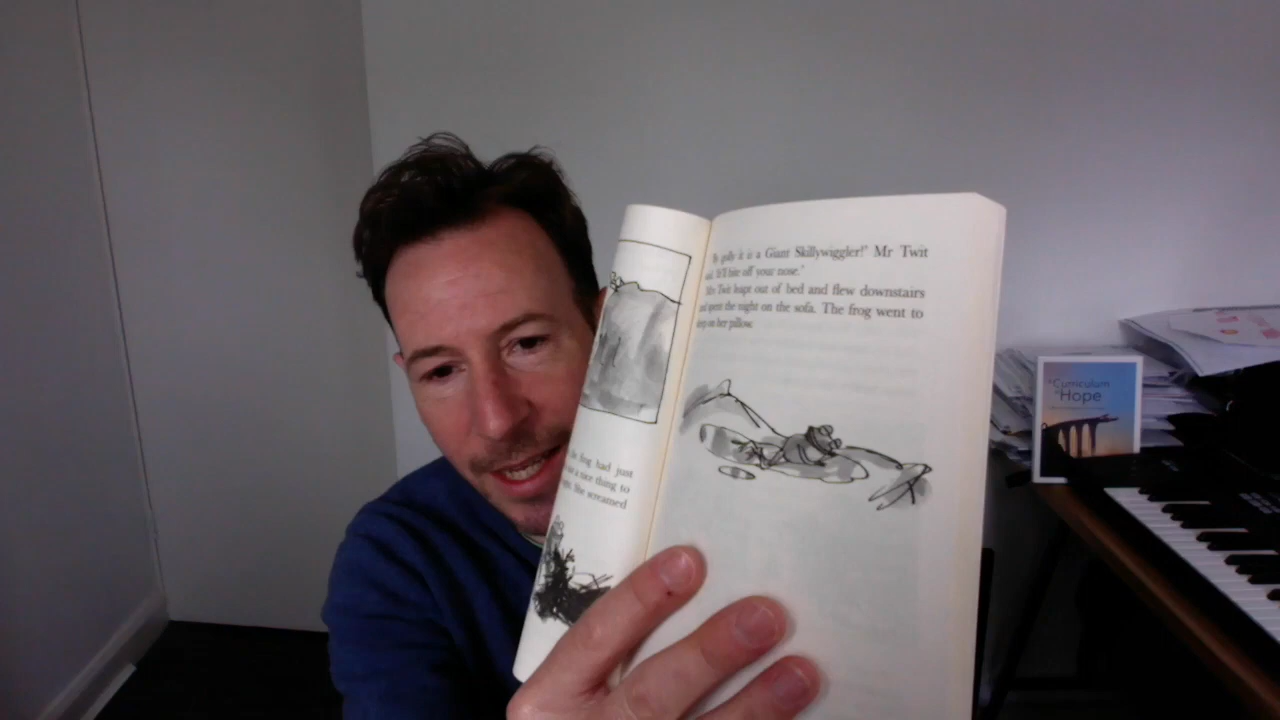 frog had just
a nice thing to
She screamed
golly it is a Giant Skillywiggler!' Mr Twit
said. 'It'll bite off your nose.'
Mrs Twit leapt out of bed and flew downstairs
and spent the night on the sofa. The frog went to
sleep on her pillow.
A Curriculum
of Hope